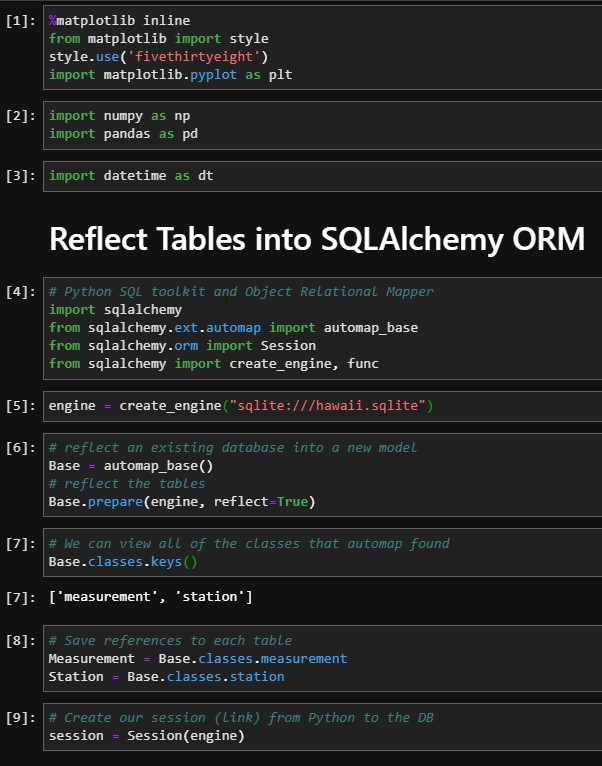 [1]: %matplotlib inline
from matplotlib import style
style.use('fivethirtyeight')
import matplotlib.pyplot as plt
[2]: import numpy as np
import pandas as pd
[3]: import datetime as dt
Reflect Tables into SQLAlchemy ORM
[4]: # Python SQL toolkit and Object Relational Mapper
import sqlalchemy
from sqlalchemy.ext.automap import automap_base
from sqlalchemy.orm import Session
from sqlalchemy import create_engine, func
[5]: engine = create_engine("sqlite:///hawaii.sqlite")
[6]: # reflect an existing database into a new model
Base = automap_base()
# reflect the tables
Base.prepare(engine, reflect=True)
[7]: # We can view all of the classes that automap found
Base.classes.keys()
[7]: ['measurement', 'station']
[8]: # Save references to each table
Measurement = Base.classes.measurement
Station = Base.classes.station
[9]: # Create our session (link) from Python to the DB
session = Session(engine)